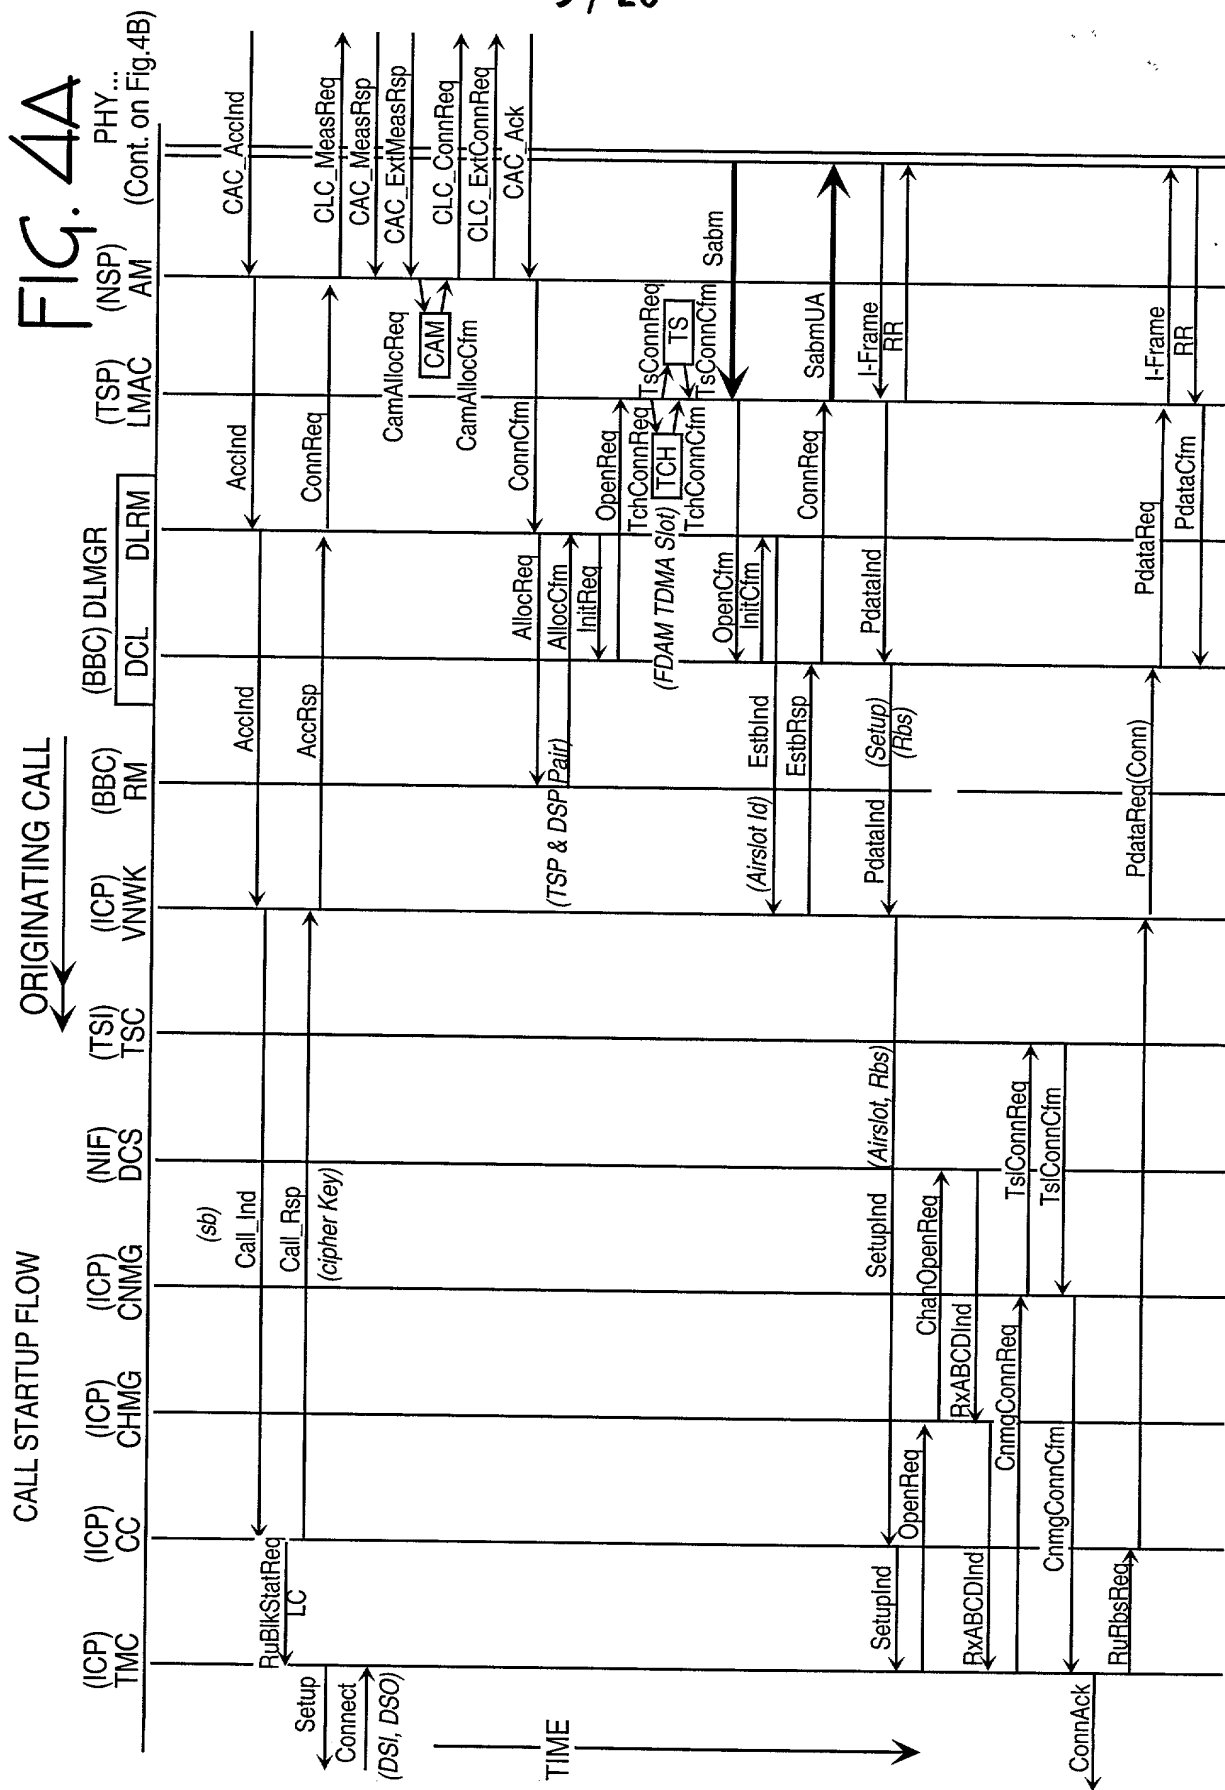 5/20
FIG. 4A
CALL STARTUP FLOW
ORIGINATING CALL
(ICP)
TMC
(ICP)
CC
(ICP)
CHMG
(ICP)
CNMG
(NIF)
DCS
(TSI)
TSC
(ICP)
VNWK
(BBC)
RM
(BBC) DLMGR
DCL
DLRM
(TSP)
LMAC
(NSP)
AM
PHY...
(Cont. on Fig.4B)
CAC_AccInd
AccInd
AccInd
(sb)
Call_Ind
RuBlkStatReq
LC
Setup
Connect
(DSI, DSO)
Call_Rsp
(cipher Key)
AccRsp
ConnReq
CLC_MeasReq
CAC_MeasRsp
CAC_ExtMeasRsp
CamAllocReq
CAM
CamAllocCfm
CLC_ConnReq
CLC_ExtConnReq
CAC_Ack
ConnCfm
AllocReq
AllocCfm
(TSP & DSP Pair)
InitReq
OpenReq
TchConnReq
TCH
TchConnCfm
(FDAM TDMA Slot)
TsConnReq
TS
TsConnCfm
Sabm
OpenCfm
InitCfm
EstbInd
(Airslot Id)
EstbRsp
ConnReq
SabmUA
I-Frame
RR
PdataInd
(Setup)
(Rbs)
PdataInd
(Airslot, Rbs)
SetupInd
SetupInd
OpenReq
ChanOpenReq
RxABCDInd
RxABCDInd
CnmgConnReq
TsIConnReq
TsIConnCfm
CnmgConnCfm
ConnAck
RuRbsReq
PdataReq(Conn)
PdataReq
I-Frame
RR
PdataCfm
TIME